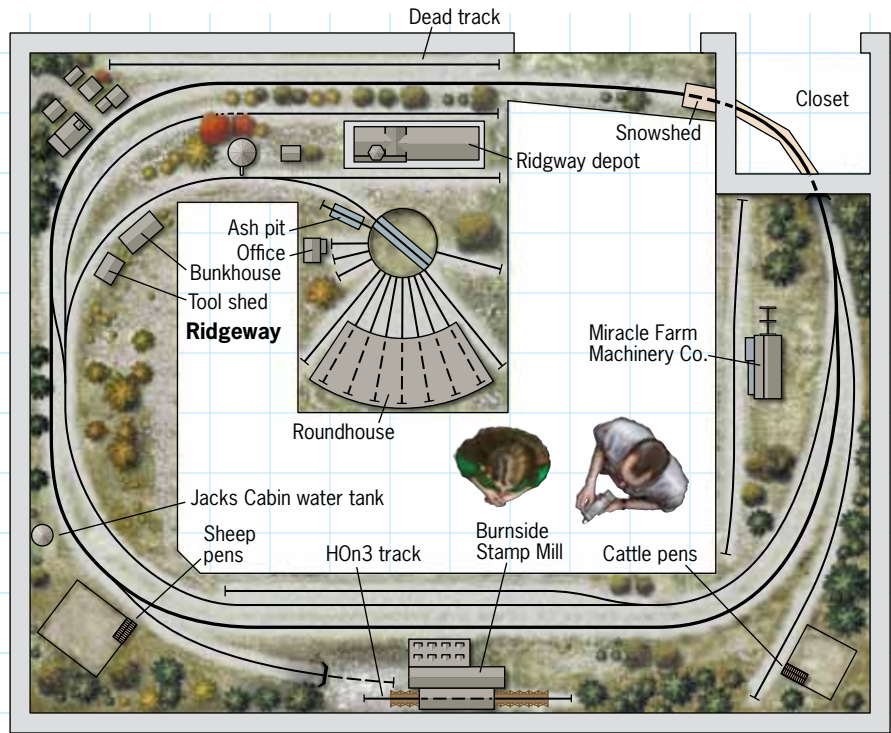 Dead track
Closet
Snowshed
Ridgway depot
Ash pit
Office
Bunkhouse
Tool shed
Ridgeway
Miracle Farm
Machinery Co.
Roundhouse
Jacks Cabin water tank
Sheep
pens
HOn3 track
Burnside
Stamp Mill
Cattle pens